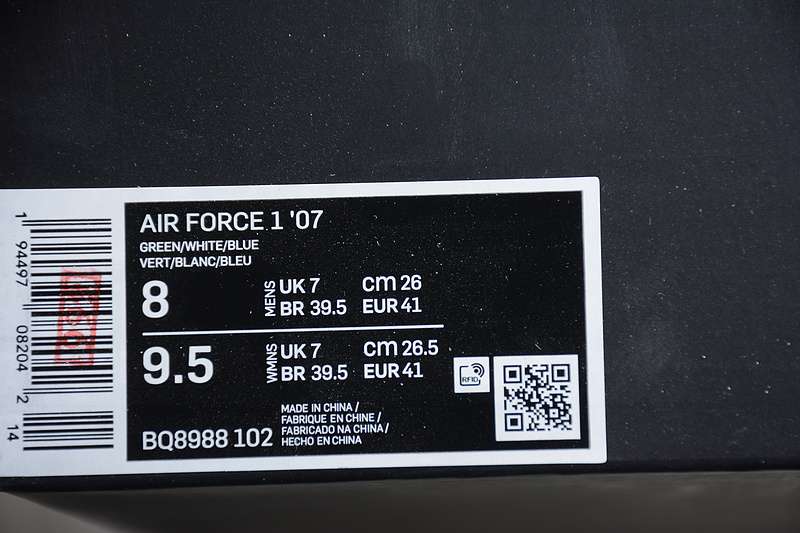 AIR FORCE 1 '07
GREEN/WHITE/BLUE
VERT/BLANC/BLEU
8 MENS UK 7 cm 26
BR 39.5 EUR 41
9.5 WMNS UK 7 cm 26.5
BR 39.5 EUR 41
RFID
BQ8988 102
MADE IN CHINA /
FABRIQUE EN CHINE /
FABRICADO NA CHINA /
HECHO EN CHINA
1 94497 08204 2 14